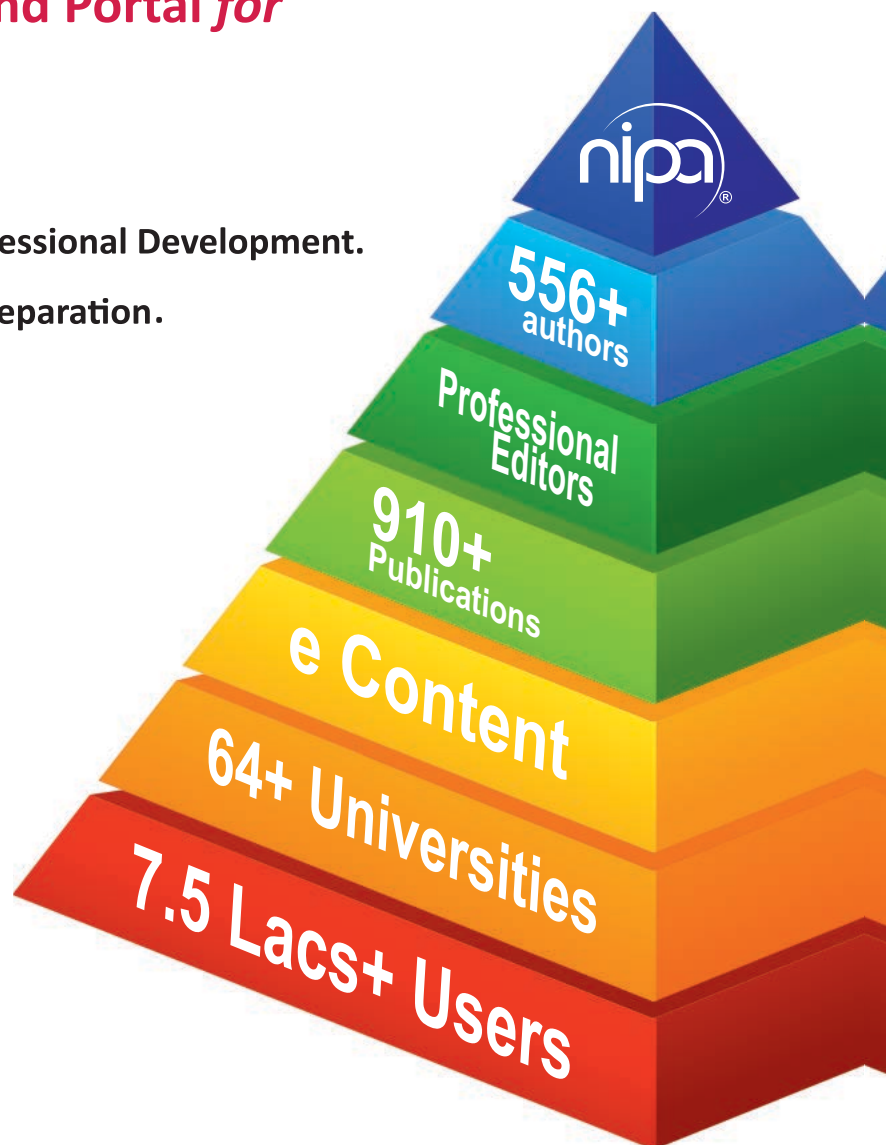 nd Portal for
essional Development.
eparation.
nipa
®
556+
authors
Professional
Editors
910+
Publications
e Content
64+ Universities
7.5 Lacs+ Users